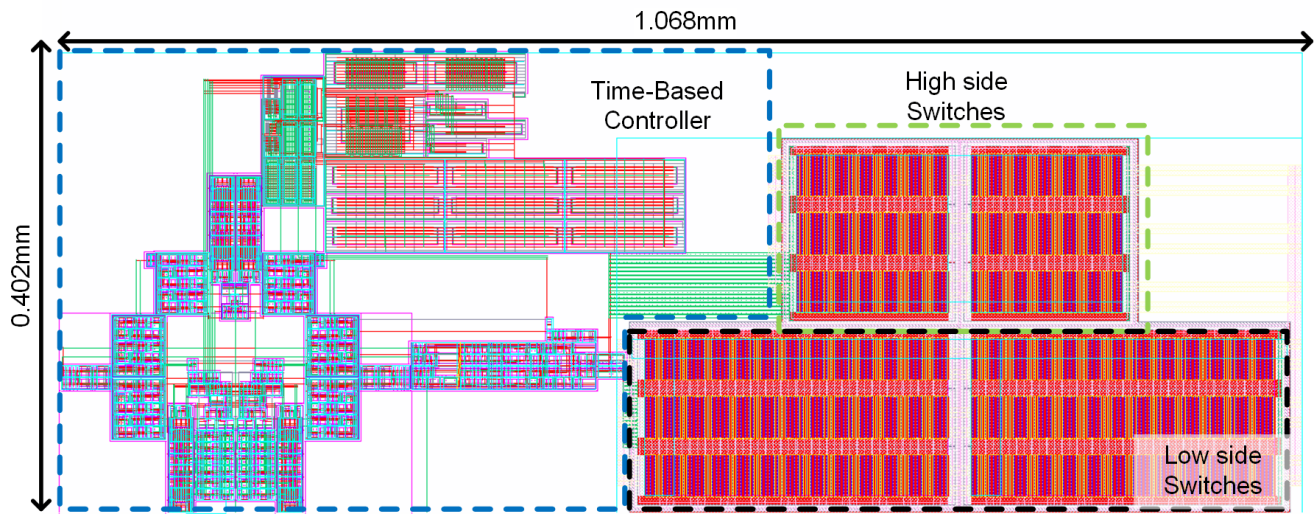 1.068mm
0.402mm
Time-Based
Controller
High side
Switches
Low side
Switches